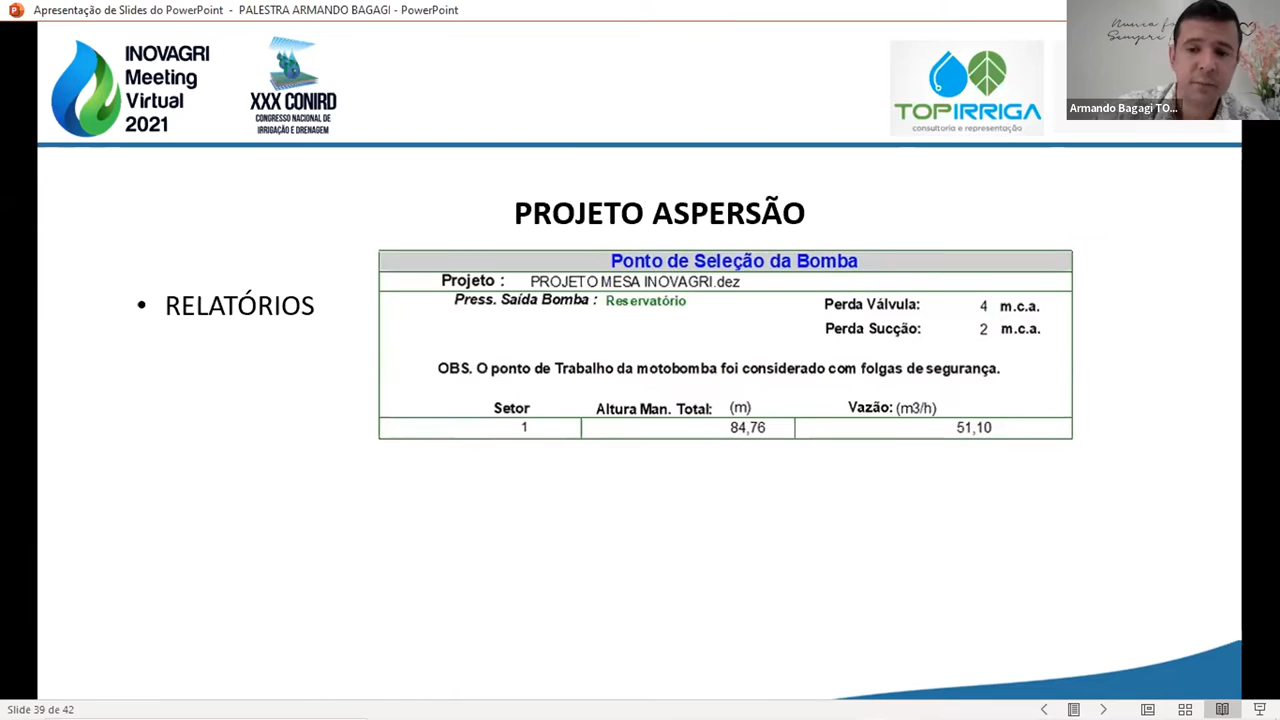 Apresentação de Slides do PowerPoint - PALESTRA ARMANDO BAGAGI - PowerPoint
INOVAGRI
Meeting
Virtual
2021
XXX CONIRD
CONGRESSO NACIONAL DE
IRRIGAÇÃO E DRENAGEM
TOPIRRIGA
consultoria e representação
Sempre
Armando Bagagi TO...
PROJETO ASPERSÃO
• RELATÓRIOS
Ponto de Seleção da Bomba
Projeto : PROJETO MESA INOVAGRI.dez
Press. Saída Bomba : Reservatório
Perda Válvula: 4 m.c.a.
Perda Sucção: 2 m.c.a.
OBS. O ponto de Trabalho da motobomba foi considerado com folgas de segurança.
Setor Altura Man. Total: (m) Vazão: (m3/h)
1 84,76 51,10
Slide 39 de 42